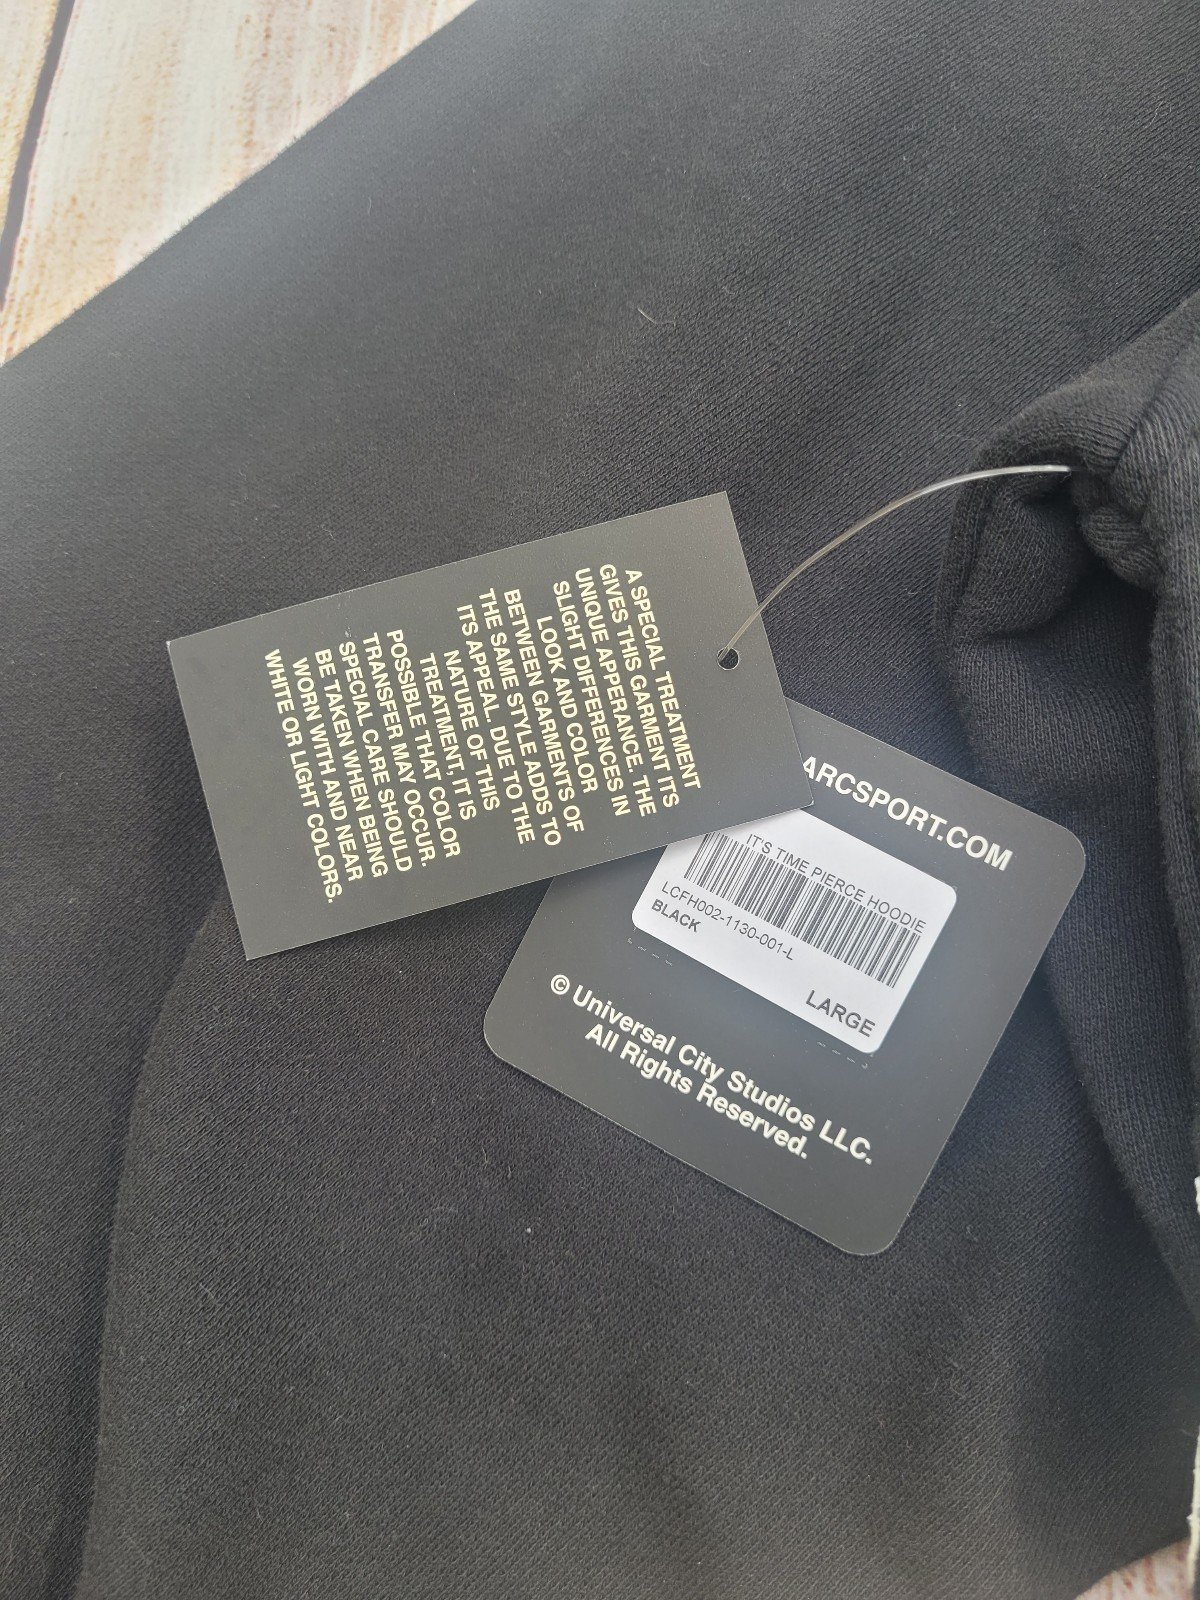 A SPECIAL TREATMENT
GIVES THIS GARMENT ITS
UNIQUE APPERANCE. THE
SLIGHT DIFFERENCES IN
LOOK AND COLOR
BETWEEN GARMENTS OF
THE SAME STYLE ADDS TO
ITS APPEAL. DUE TO THE
NATURE OF THIS
TREATMENT, IT IS
POSSIBLE THAT COLOR
TRANSFER MAY OCCUR.
SPECIAL CARE SHOULD
BE TAKEN WHEN BEING
WORN WITH AND NEAR
WHITE OR LIGHT COLORS.
ARCSPORT.COM
IT'S TIME PIERCE HOODIE
LCFH002-1130-001-L
BLACK
LARGE
© Universal City Studios LLC.
All Rights Reserved.